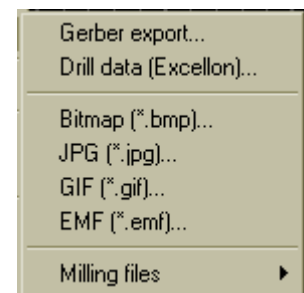 Gerber export...
Drill data (Excellon)...
Bitmap (*.bmp)...
JPG (*.jpg)...
GIF (*.gif)...
EMF (*.emf)...
Milling files